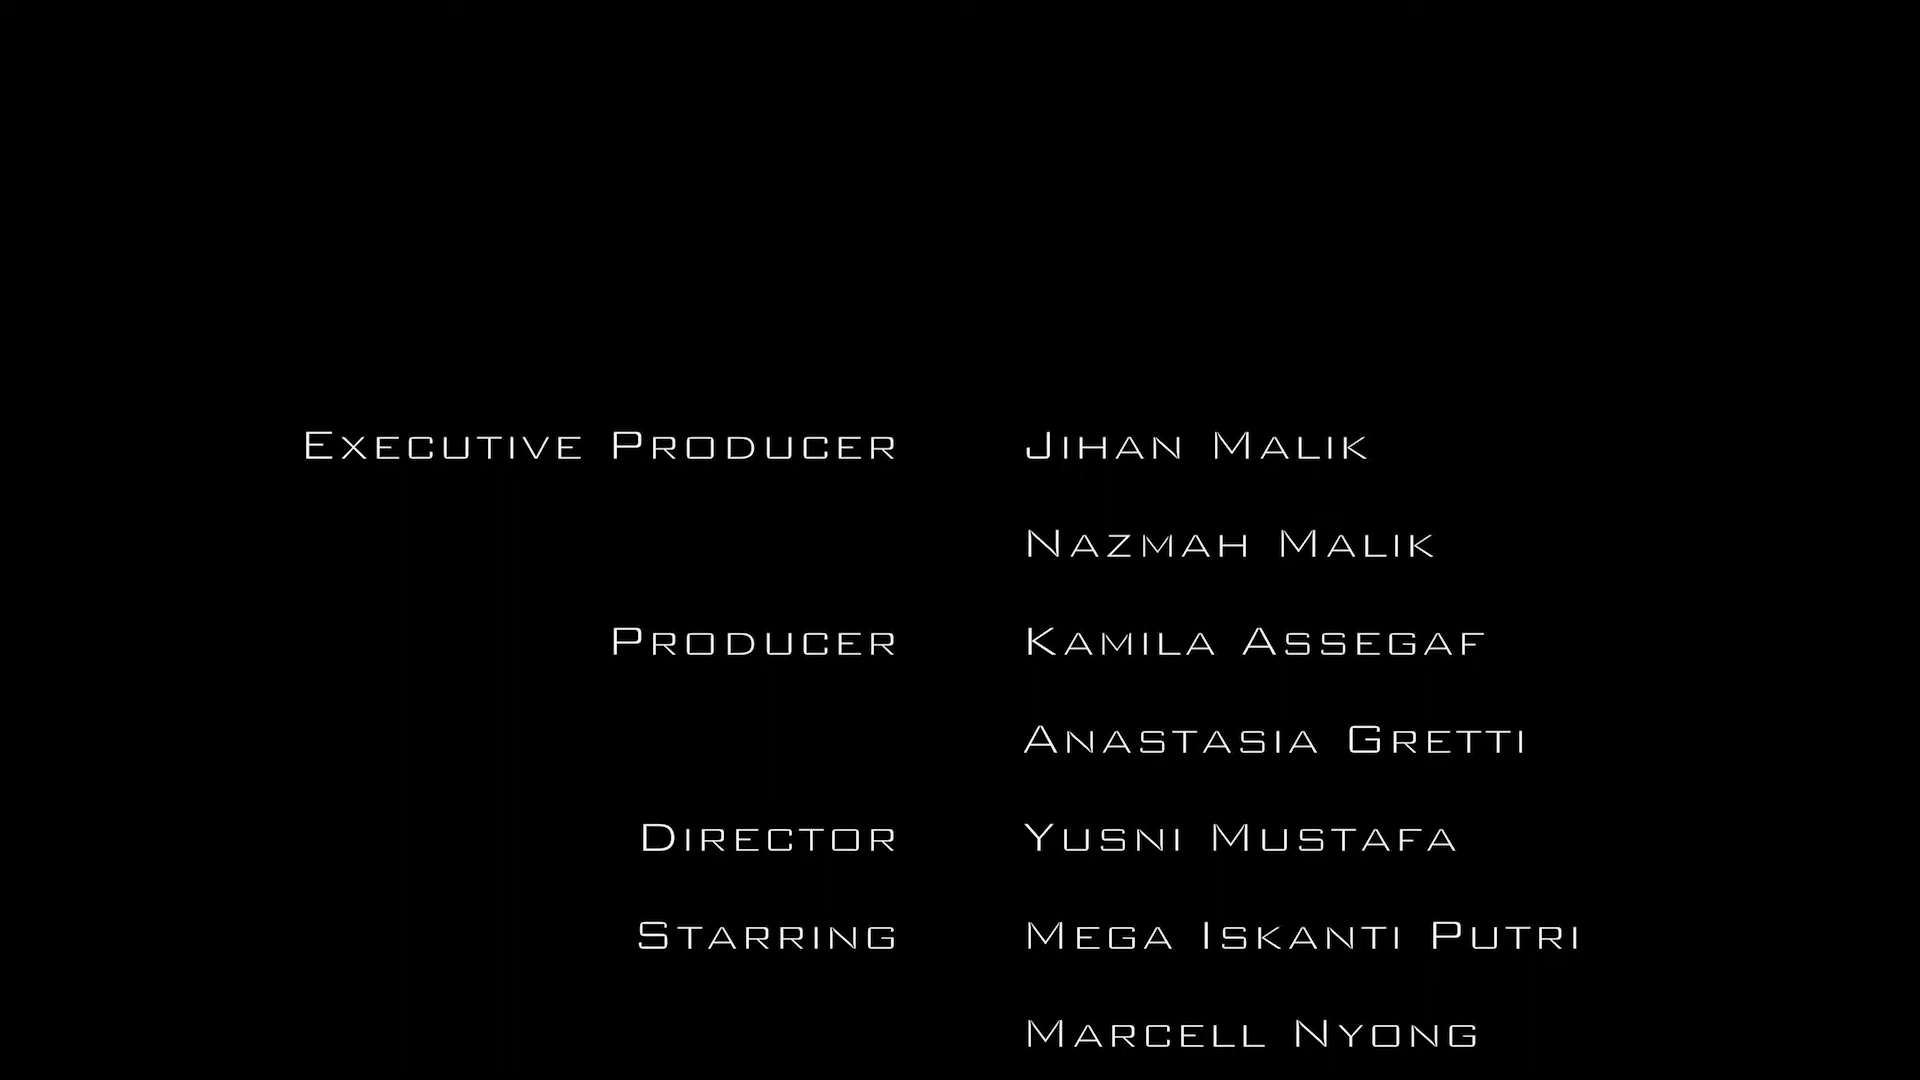 Executive Producer Jihan Malik
Nazmah Malik
Producer Kamila Assegaf
Anastasia Gretti
Director Yusni Mustafa
Starring Mega Iskanti Putri
Marcell Nyong